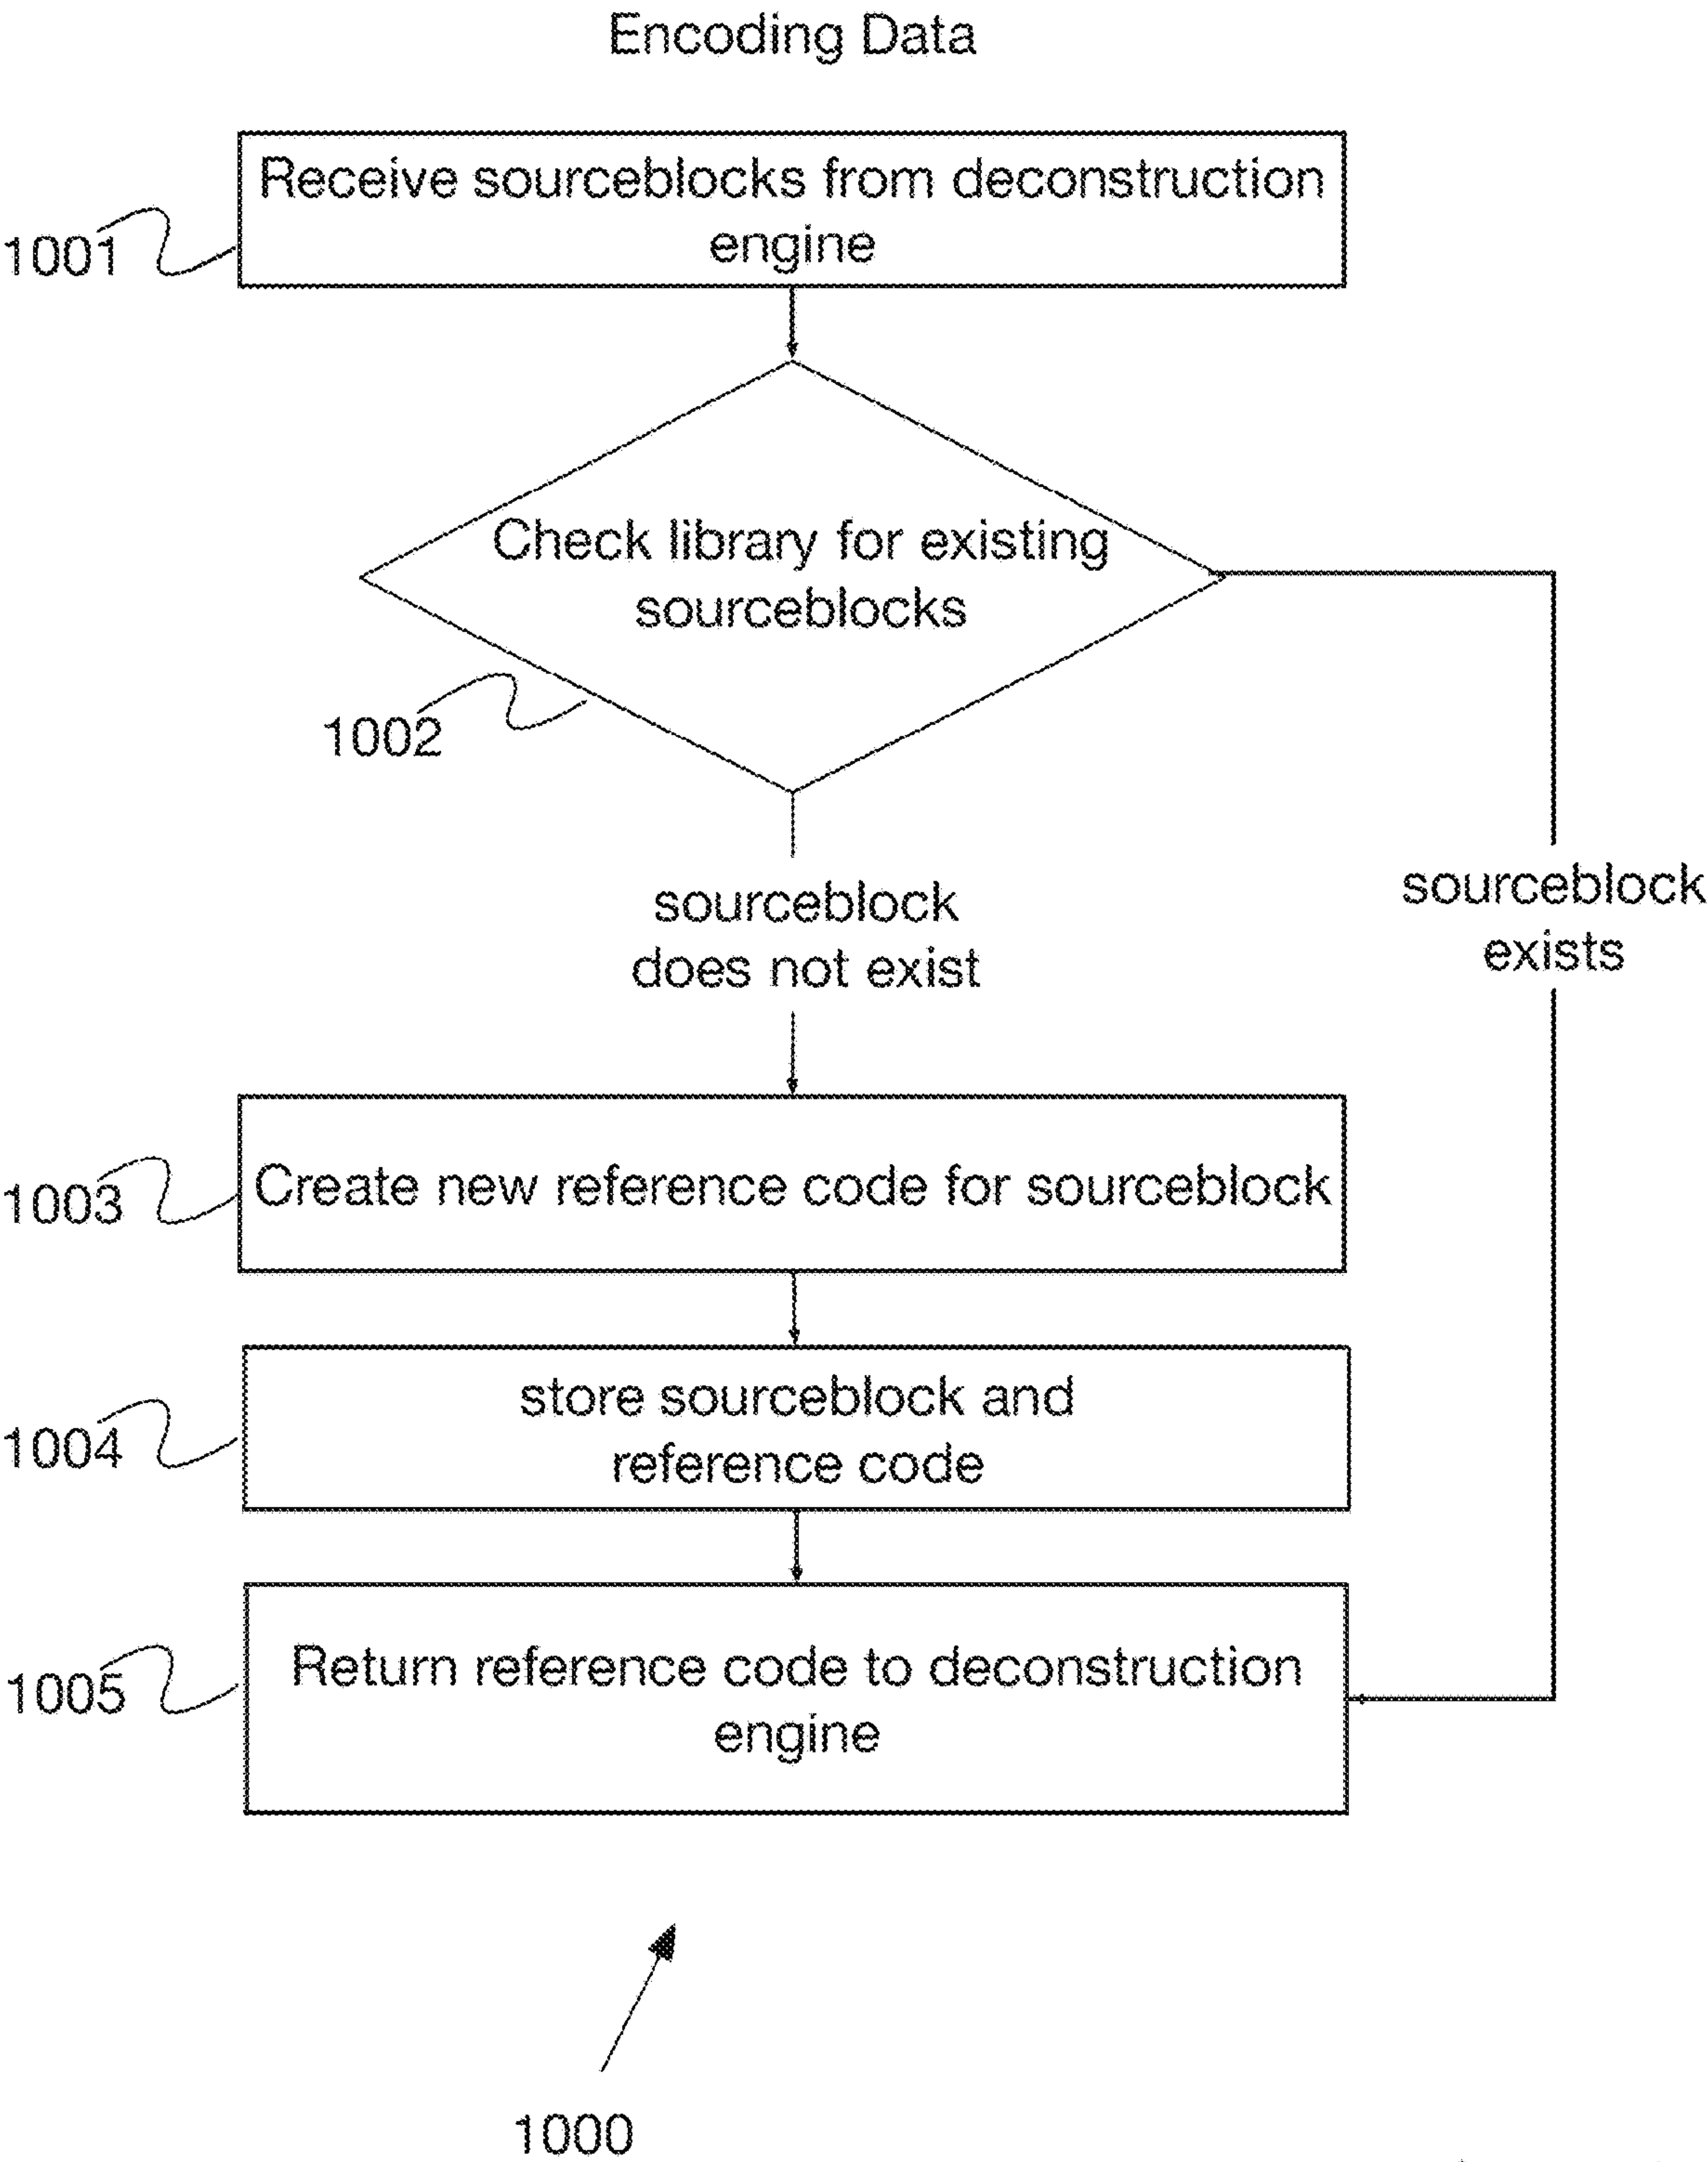 Encoding Data
Receive sourceblocks from deconstruction
engine
1001
Check library for existing
sourceblocks
1002
sourceblock
does not exist
sourceblock
exists
Create new reference code for sourceblock
1003
store sourceblock and
reference code
1004
Return reference code to deconstruction
engine
1005
1000